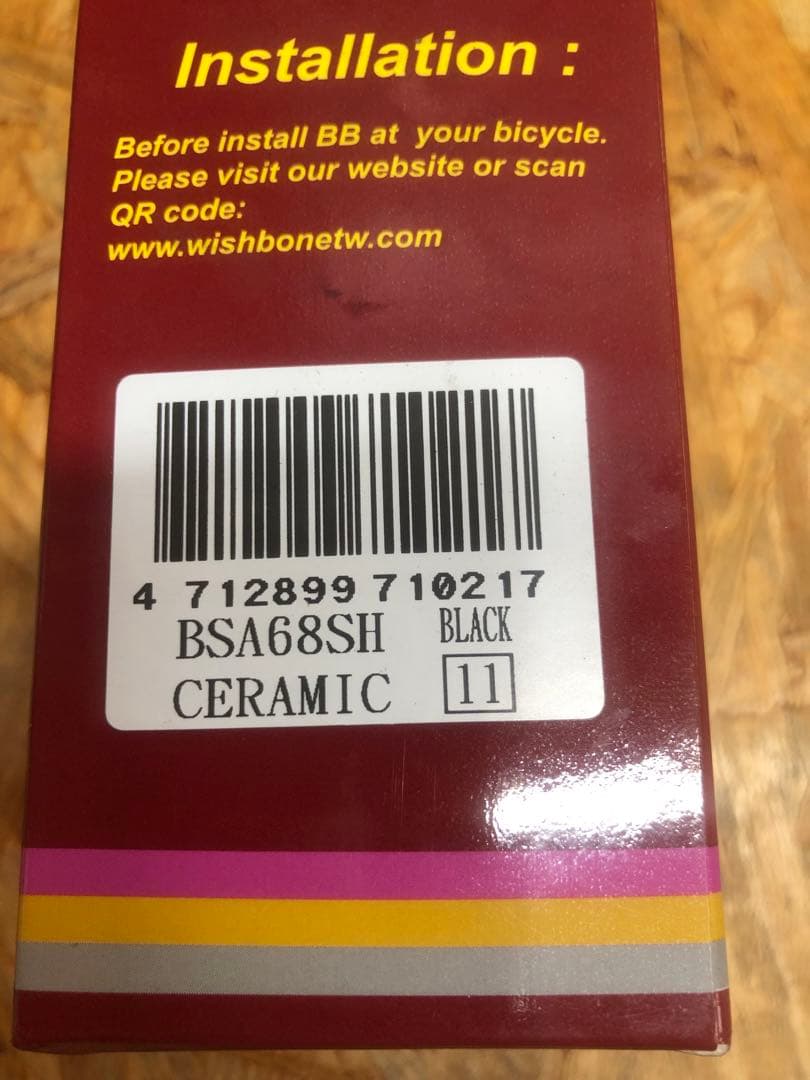 Installation :
Before install BB at your bicycle.
Please visit our website or scan
QR code:
www.wishbonetw.com
4 712899 710217
BSA68SH BLACK
CERAMIC 11